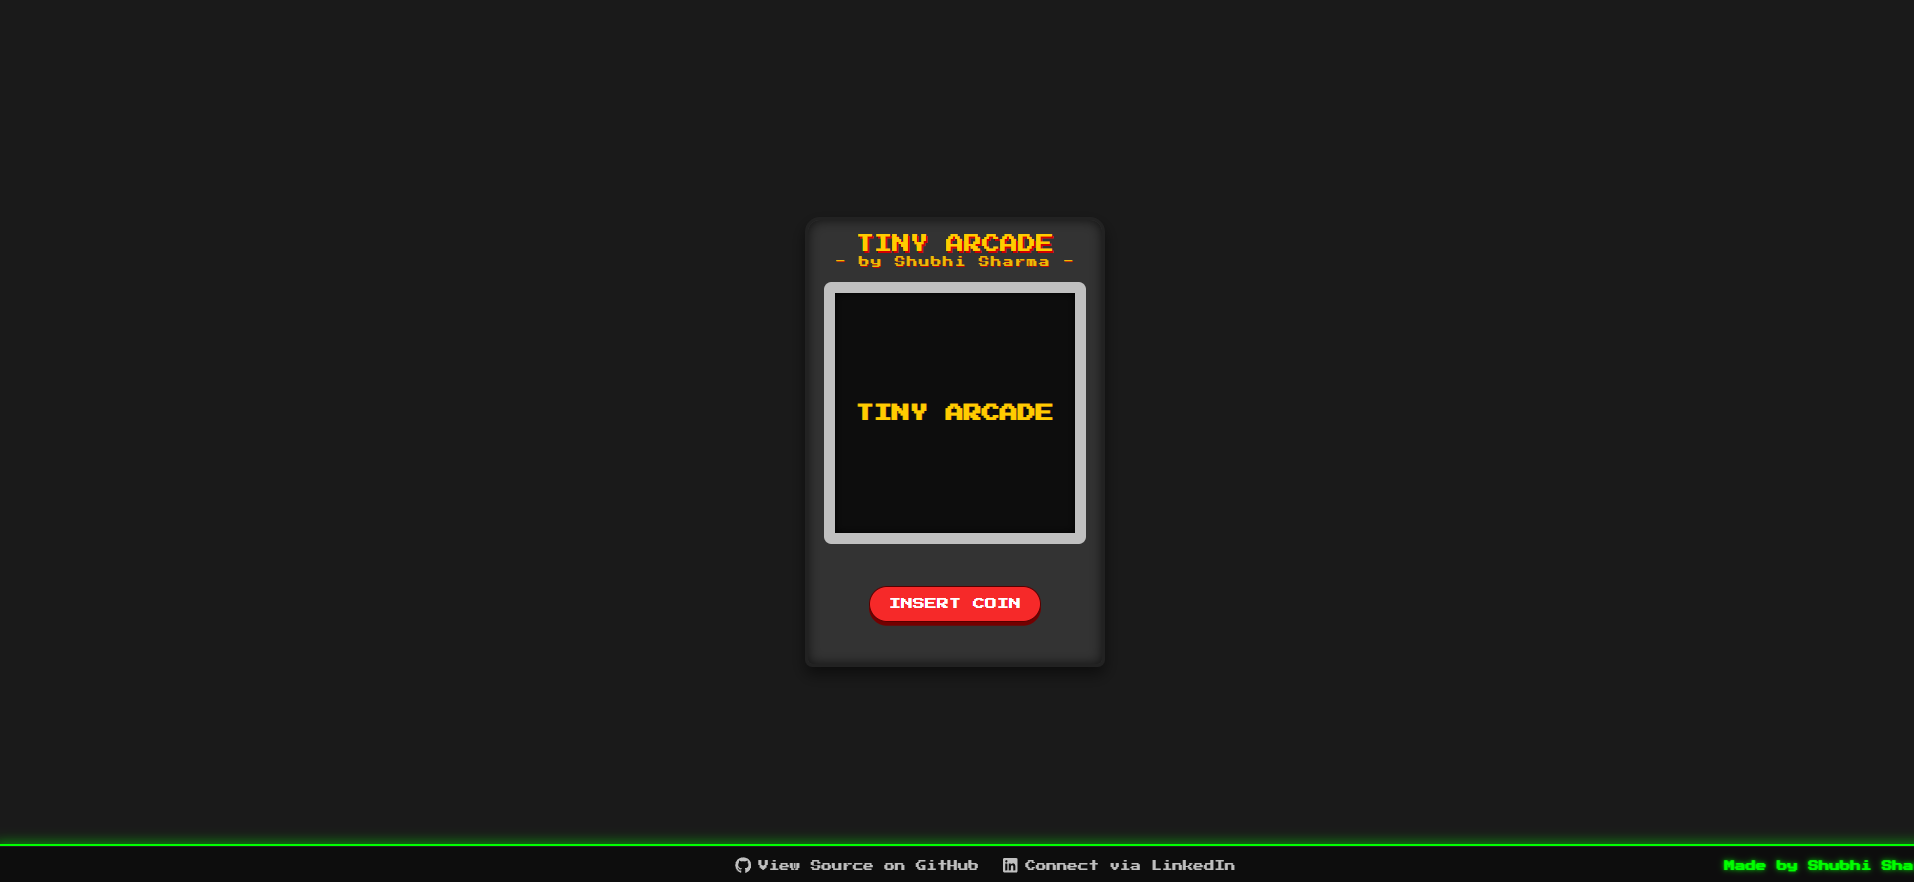 TINY ARCADE
- by Shubhi Sharma -
TINY ARCADE
INSERT COIN
View Source on GitHub Connect via LinkedIn Made by Shubhi Sha